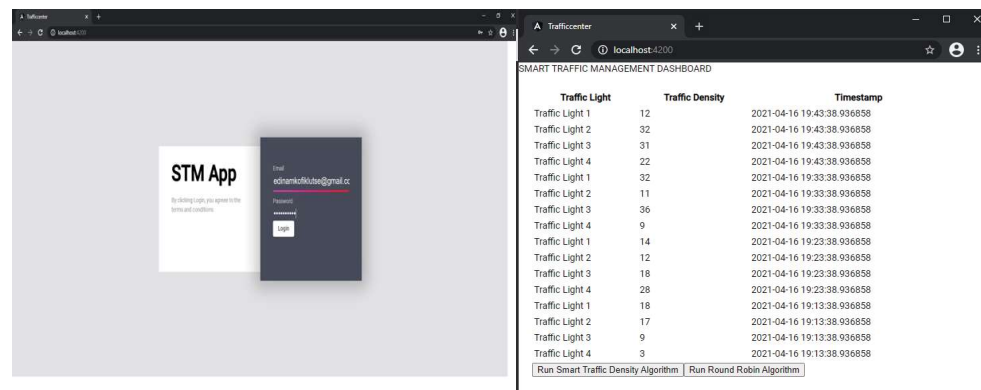 Trafficcenter
localhost:4200
STM App
By clicking Login, you agree to the
terms and conditions.
Email
edinamkofiklutse@gmail.cc
Password
Login
Trafficcenter
localhost:4200
SMART TRAFFIC MANAGEMENT DASHBOARD
Traffic Light Traffic Density Timestamp
Traffic Light 1 12 2021-04-16 19:43:38.936858
Traffic Light 2 32 2021-04-16 19:43:38.936858
Traffic Light 3 31 2021-04-16 19:43:38.936858
Traffic Light 4 22 2021-04-16 19:43:38.936858
Traffic Light 1 32 2021-04-16 19:33:38.936858
Traffic Light 2 11 2021-04-16 19:33:38.936858
Traffic Light 3 36 2021-04-16 19:33:38.936858
Traffic Light 4 9 2021-04-16 19:33:38.936858
Traffic Light 1 14 2021-04-16 19:23:38.936858
Traffic Light 2 12 2021-04-16 19:23:38.936858
Traffic Light 3 18 2021-04-16 19:23:38.936858
Traffic Light 4 28 2021-04-16 19:23:38.936858
Traffic Light 1 18 2021-04-16 19:13:38.936858
Traffic Light 2 17 2021-04-16 19:13:38.936858
Traffic Light 3 9 2021-04-16 19:13:38.936858
Traffic Light 4 3 2021-04-16 19:13:38.936858
Run Smart Traffic Density Algorithm Run Round Robin Algorithm